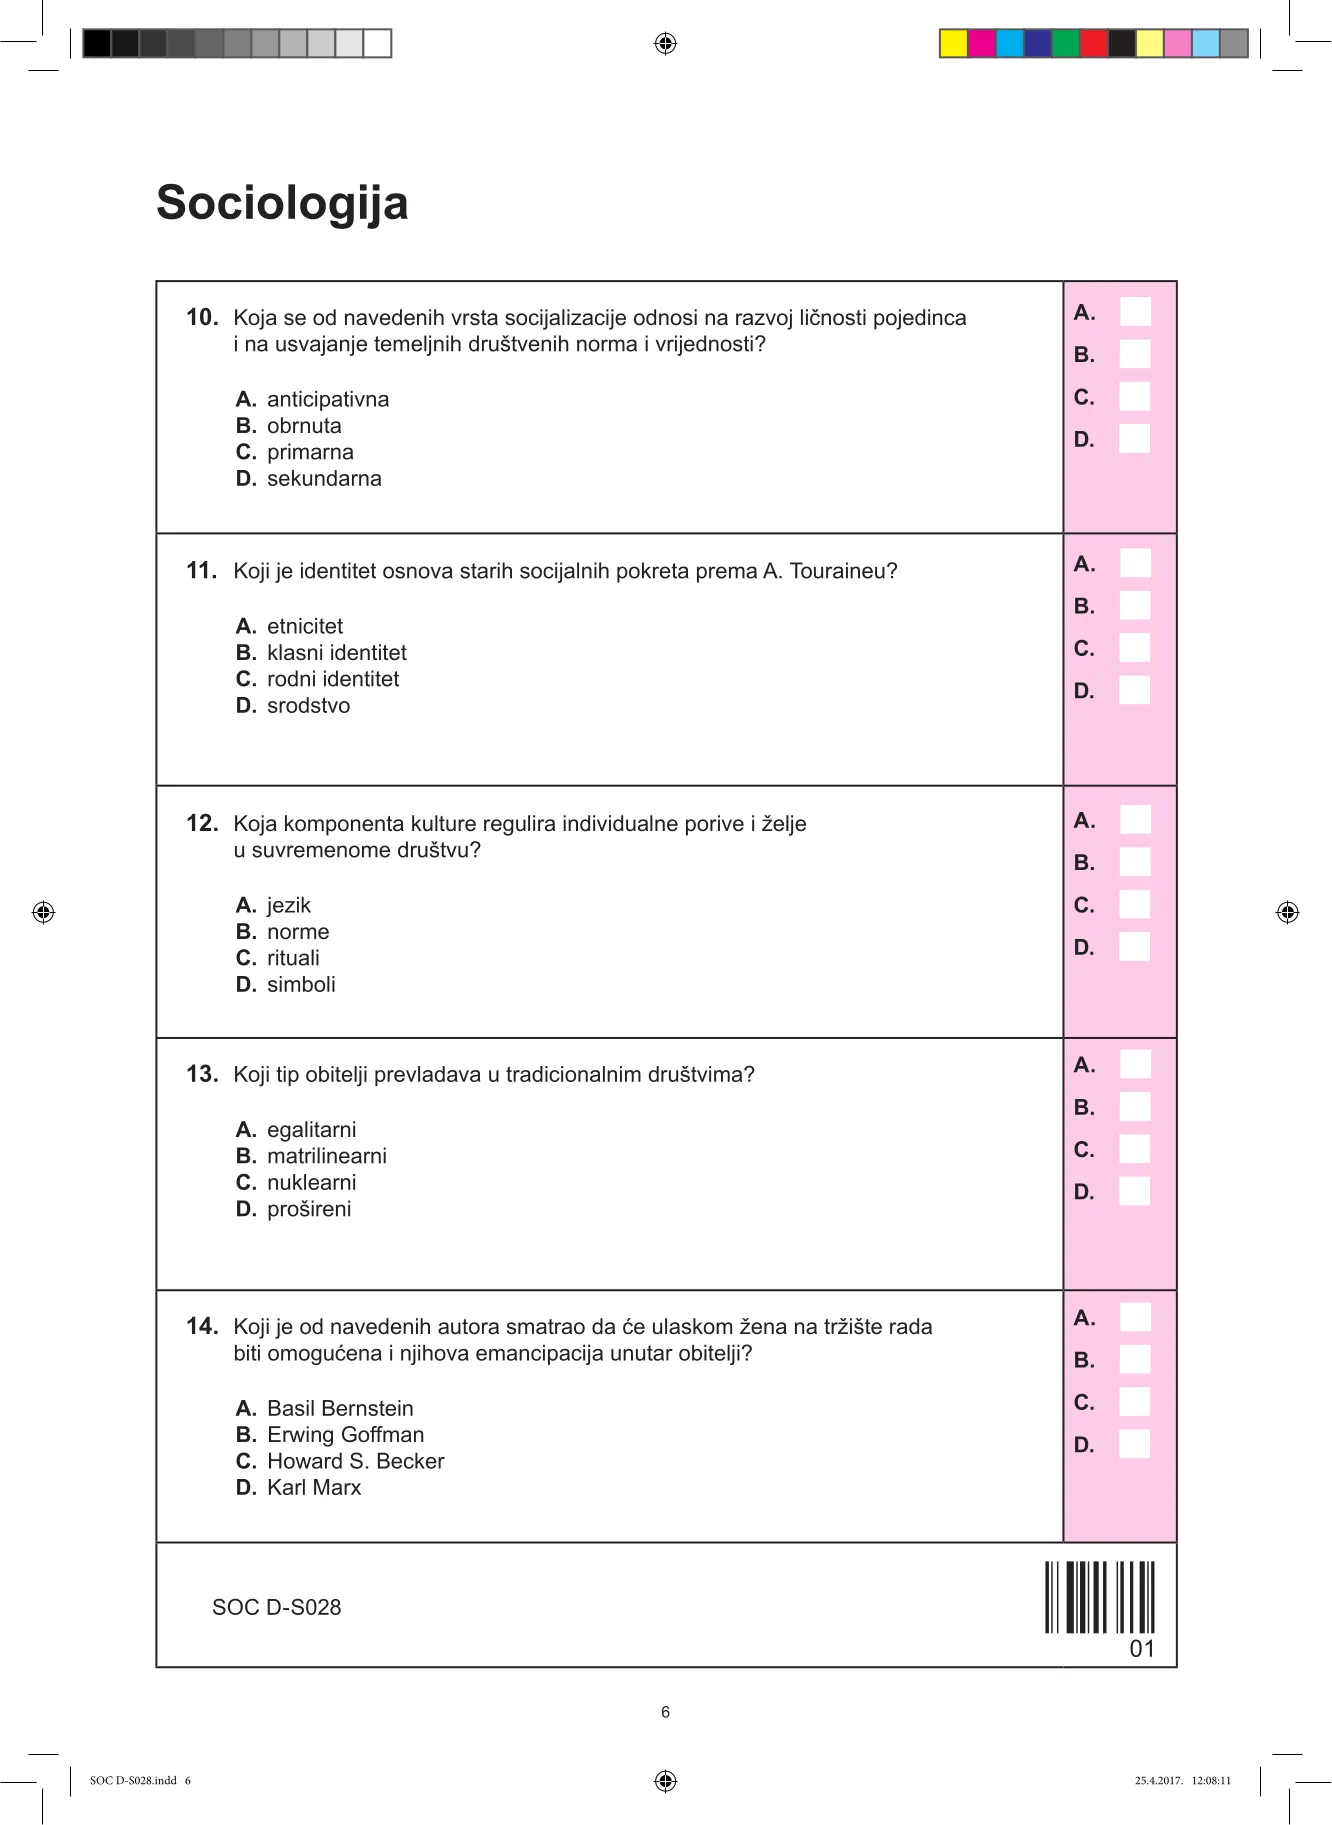 Sociologija
10. Koja se od navedenih vrsta socijalizacije odnosi na razvoj ličnosti pojedinca
i na usvajanje temeljnih društvenih norma i vrijednosti?
A. anticipativna
B. obrnuta
C. primarna
D. sekundarna
A.
B.
C.
D.
11. Koji je identitet osnova starih socijalnih pokreta prema A. Touraineu?
A. etnicitet
B. klasni identitet
C. rodni identitet
D. srodstvo
A.
B.
C.
D.
12. Koja komponenta kulture regulira individualne porive i želje
u suvremenome društvu?
A. jezik
B. norme
C. rituali
D. simboli
A.
B.
C.
D.
13. Koji tip obitelji prevladava u tradicionalnim društvima?
A. egalitarni
B. matrilinearni
C. nuklearni
D. prošireni
A.
B.
C.
D.
14. Koji je od navedenih autora smatrao da će ulaskom žena na tržište rada
biti omogućena i njihova emancipacija unutar obitelji?
A. Basil Bernstein
B. Erwing Goffman
C. Howard S. Becker
D. Karl Marx
A.
B.
C.
D.
SOC D-S028
01
6
SOC D-S028.indd 6
25.4.2017. 12:08:11